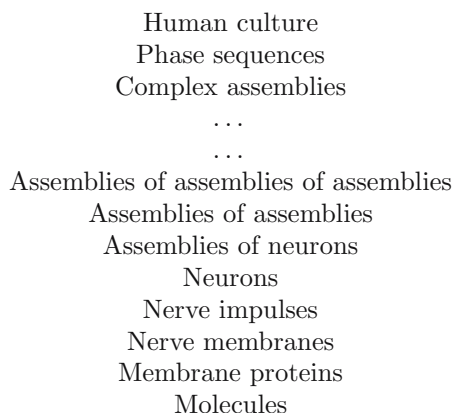 Human culture
Phase sequences
Complex assemblies
...
...
Assemblies of assemblies of assemblies
Assemblies of assemblies
Assemblies of neurons
Neurons
Nerve impulses
Nerve membranes
Membrane proteins
Molecules